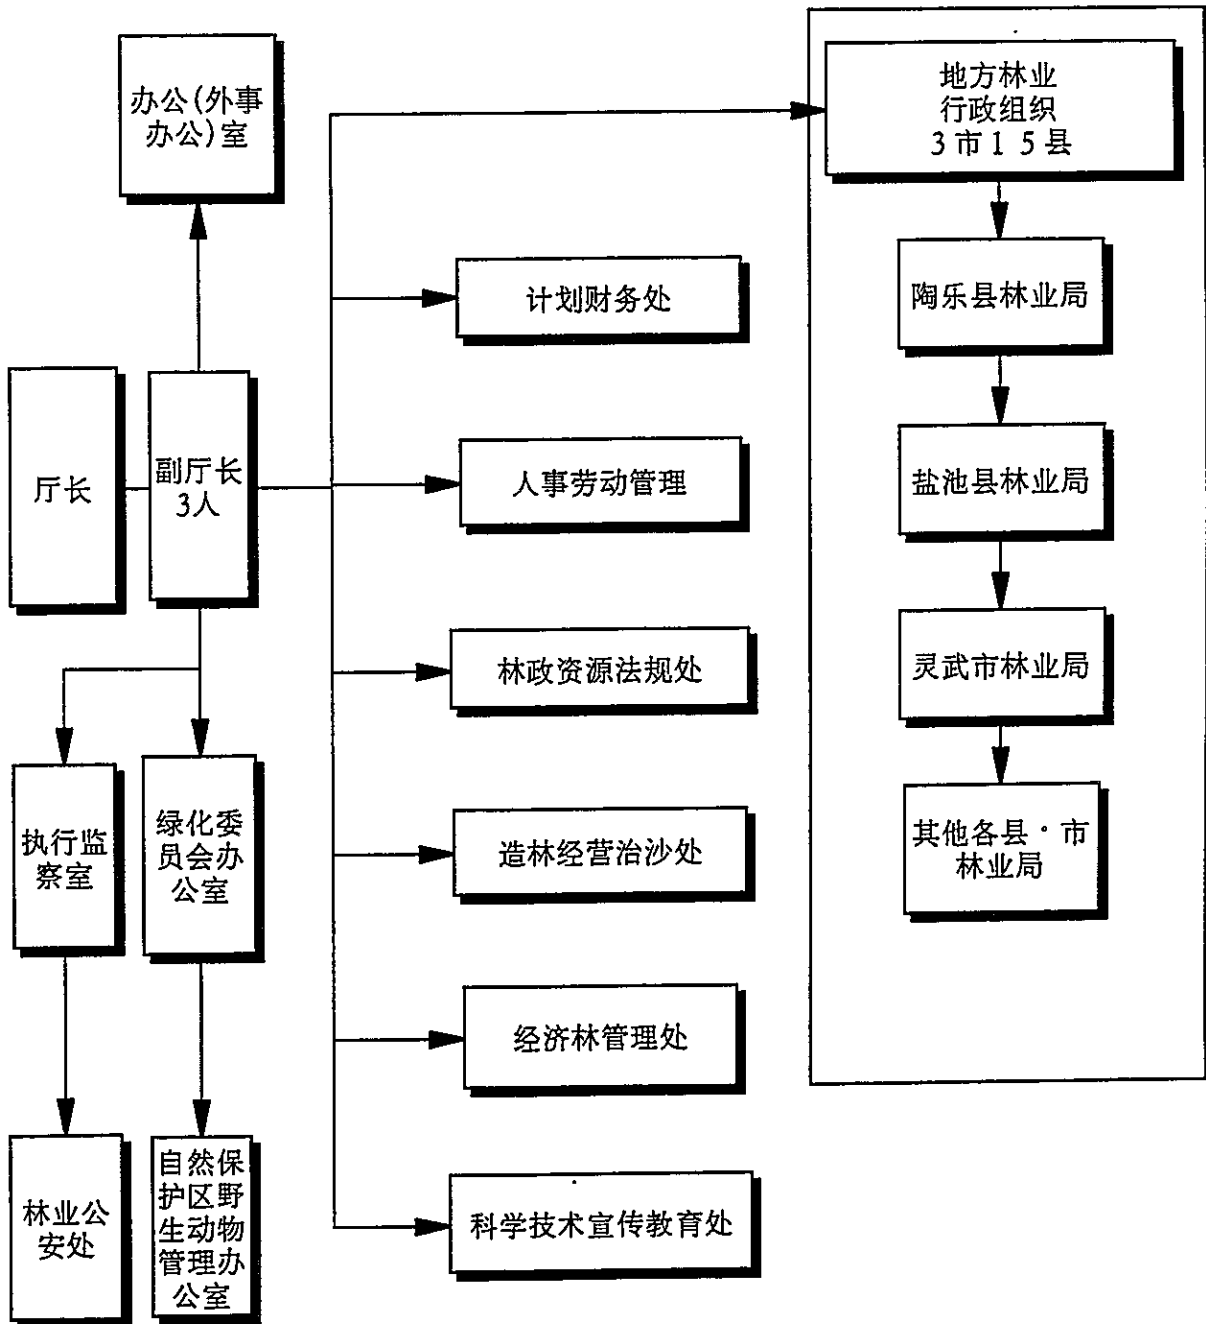 办公(外事
办公)室
厅长
副厅长
3人
执行监
察室
绿化委
员会办
公室
林业公
安处
自然保
护区野
生动物
管理办
公室
计划财务处
人事劳动管理
林政资源法规处
造林经营治沙处
经济林管理处
科学技术宣传教育处
地方林业
行政组织
3市15县
陶乐县林业局
盐池县林业局
灵武市林业局
其他各县·市
林业局